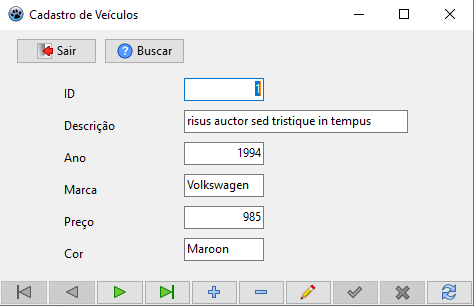 Cadastro de Veículos
Sair Buscar
ID 1
Descrição risus auctor sed tristique in tempus
Ano 1994
Marca Volkswagen
Preço 985
Cor Maroon